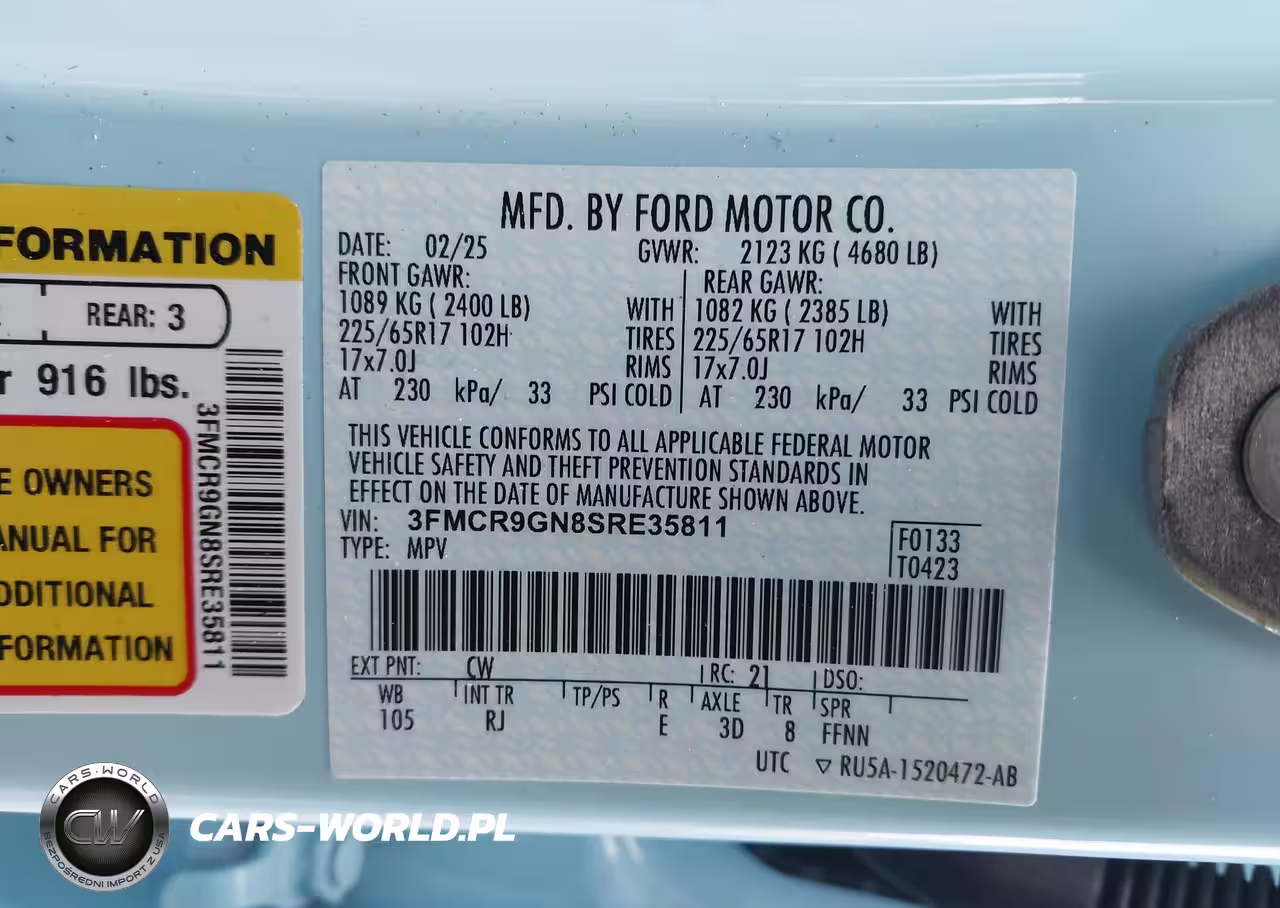 FORMATION
REAR: 3
r 916 lbs.
3FMCR9GN8SRE35811
E OWNERS
ANUAL FOR
DDITIONAL
FORMATION
MFD. BY FORD MOTOR CO.
DATE: 02/25 GVWR: 2123 KG ( 4680 LB)
FRONT GAWR: REAR GAWR:
1089 KG ( 2400 LB) WITH 1082 KG ( 2385 LB) WITH
225/65R17 102H TIRES 225/65R17 102H TIRES
17x7.0J RIMS 17x7.0J RIMS
AT 230 kPa/ 33 PSI COLD AT 230 kPa/ 33 PSI COLD
THIS VEHICLE CONFORMS TO ALL APPLICABLE FEDERAL MOTOR
VEHICLE SAFETY AND THEFT PREVENTION STANDARDS IN
EFFECT ON THE DATE OF MANUFACTURE SHOWN ABOVE.
VIN: 3FMCR9GN8SRE35811
TYPE: MPV
F0133
T0423
EXT PNT: CW RC: 21 DSO:
WB INT TR TP/PS R AXLE TR SPR
105 RJ E 3D 8 FFNN
UTC ▽ RU5A-1520472-AB
CARS-WORLD
CW
BEZPOŚREDNI IMPORT Z USA
CARS-WORLD.PL